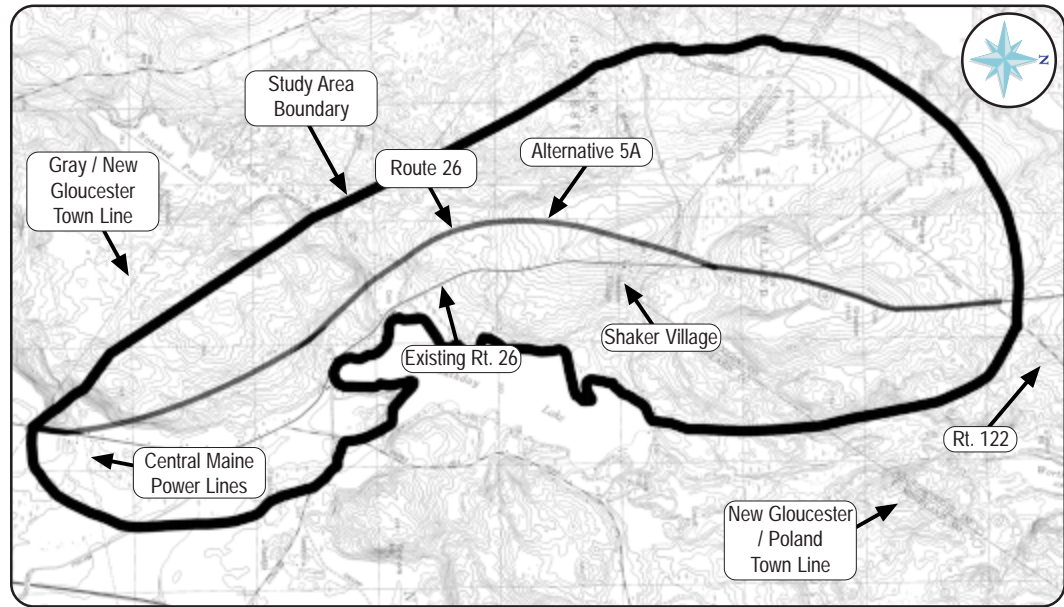 N
Study Area
Boundary
Gray / New
Gloucester
Town Line
Route 26
Alternative 5A
Existing Rt. 26
Shaker Village
Lake
Rt. 122
Central Maine
Power Lines
New Gloucester
/ Poland
Town Line